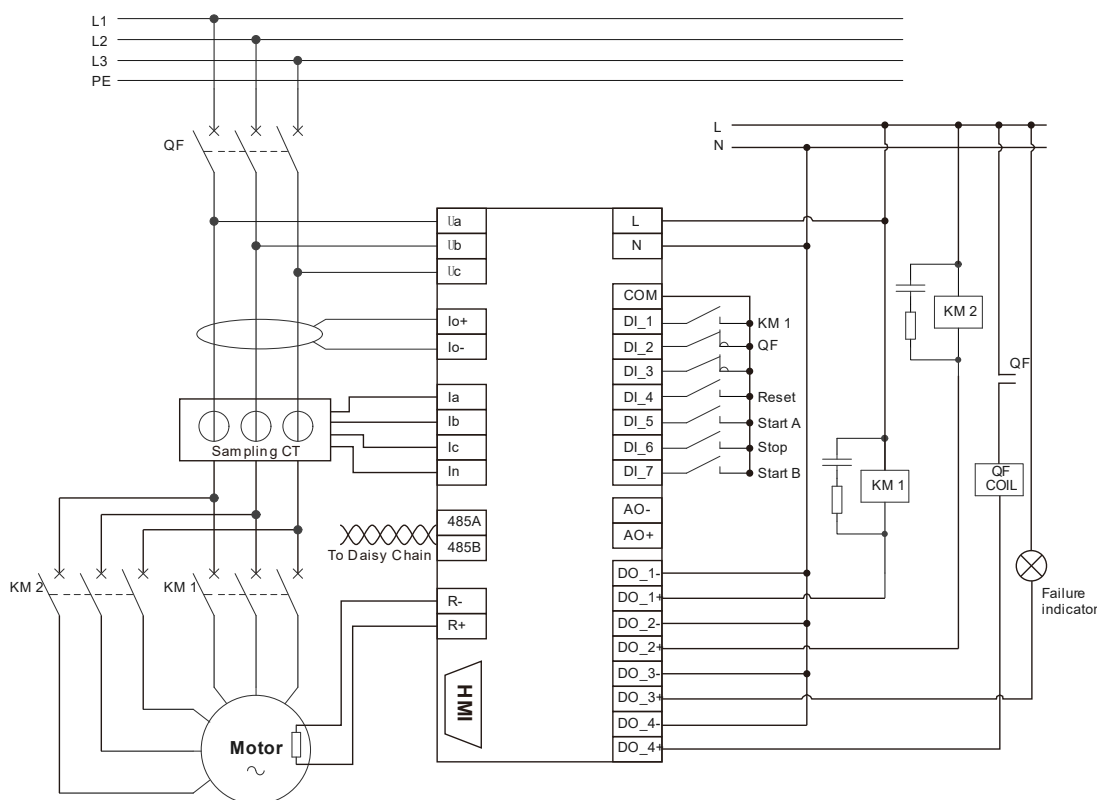 L1
L2
L3
PE
QF
L
N
Ua
Ub
Uc
Io+
Io-
Ia
Ib
Ic
In
Sampling CT
485A
485B
To Daisy Chain
R-
R+
HMI
KM 2
KM 1
Motor
L
N
COM
DI_1
DI_2
DI_3
DI_4
DI_5
DI_6
DI_7
KM 1
QF
Reset
Start A
Stop
Start B
AO-
AO+
DO_1-
DO_1+
DO_2-
DO_2+
DO_3-
DO_3+
DO_4-
DO_4+
KM 2
KM 1
QF
QF
COIL
Failure
indicator